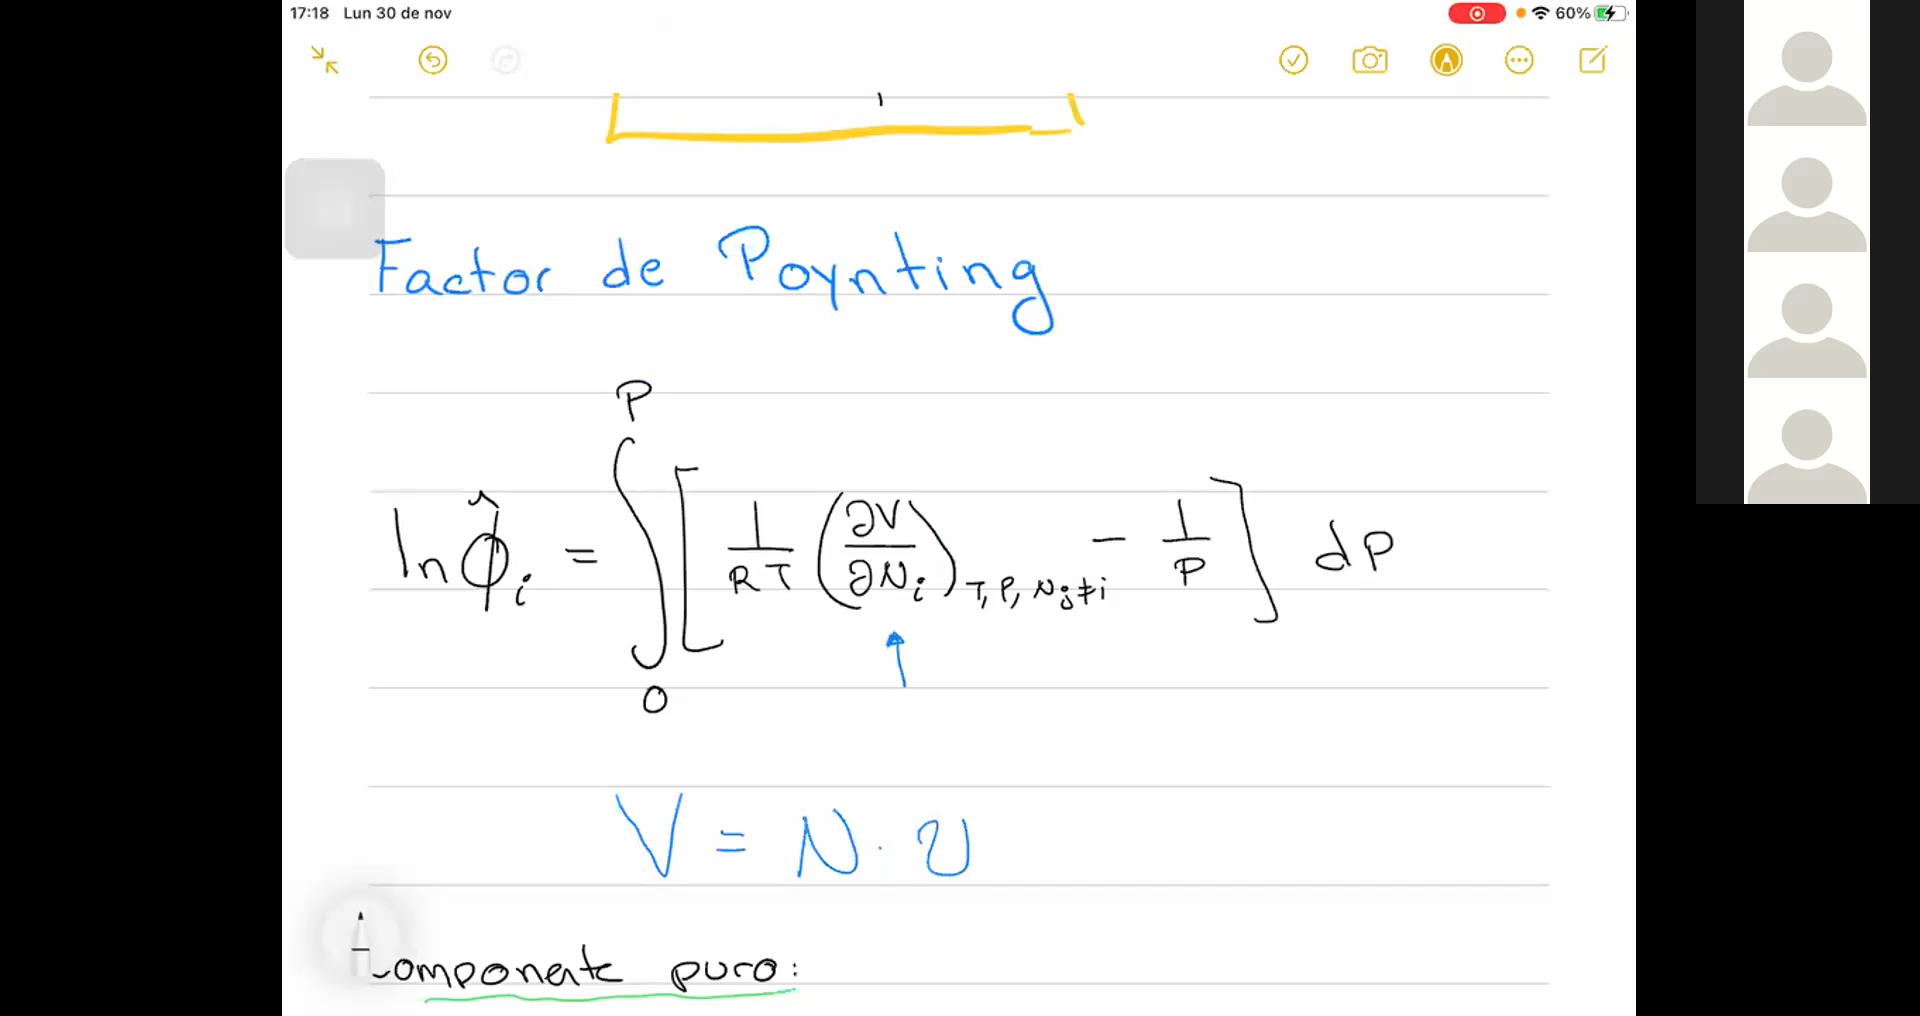 17:18 Lun 30 de nov 60%
Factor de Poynting
ln φ̂i = ∫₀ᴾ [ 1/RT (∂V/∂Ni)T, P, Nj≠i − 1/P ] dP
V = N · v
Componente puro: